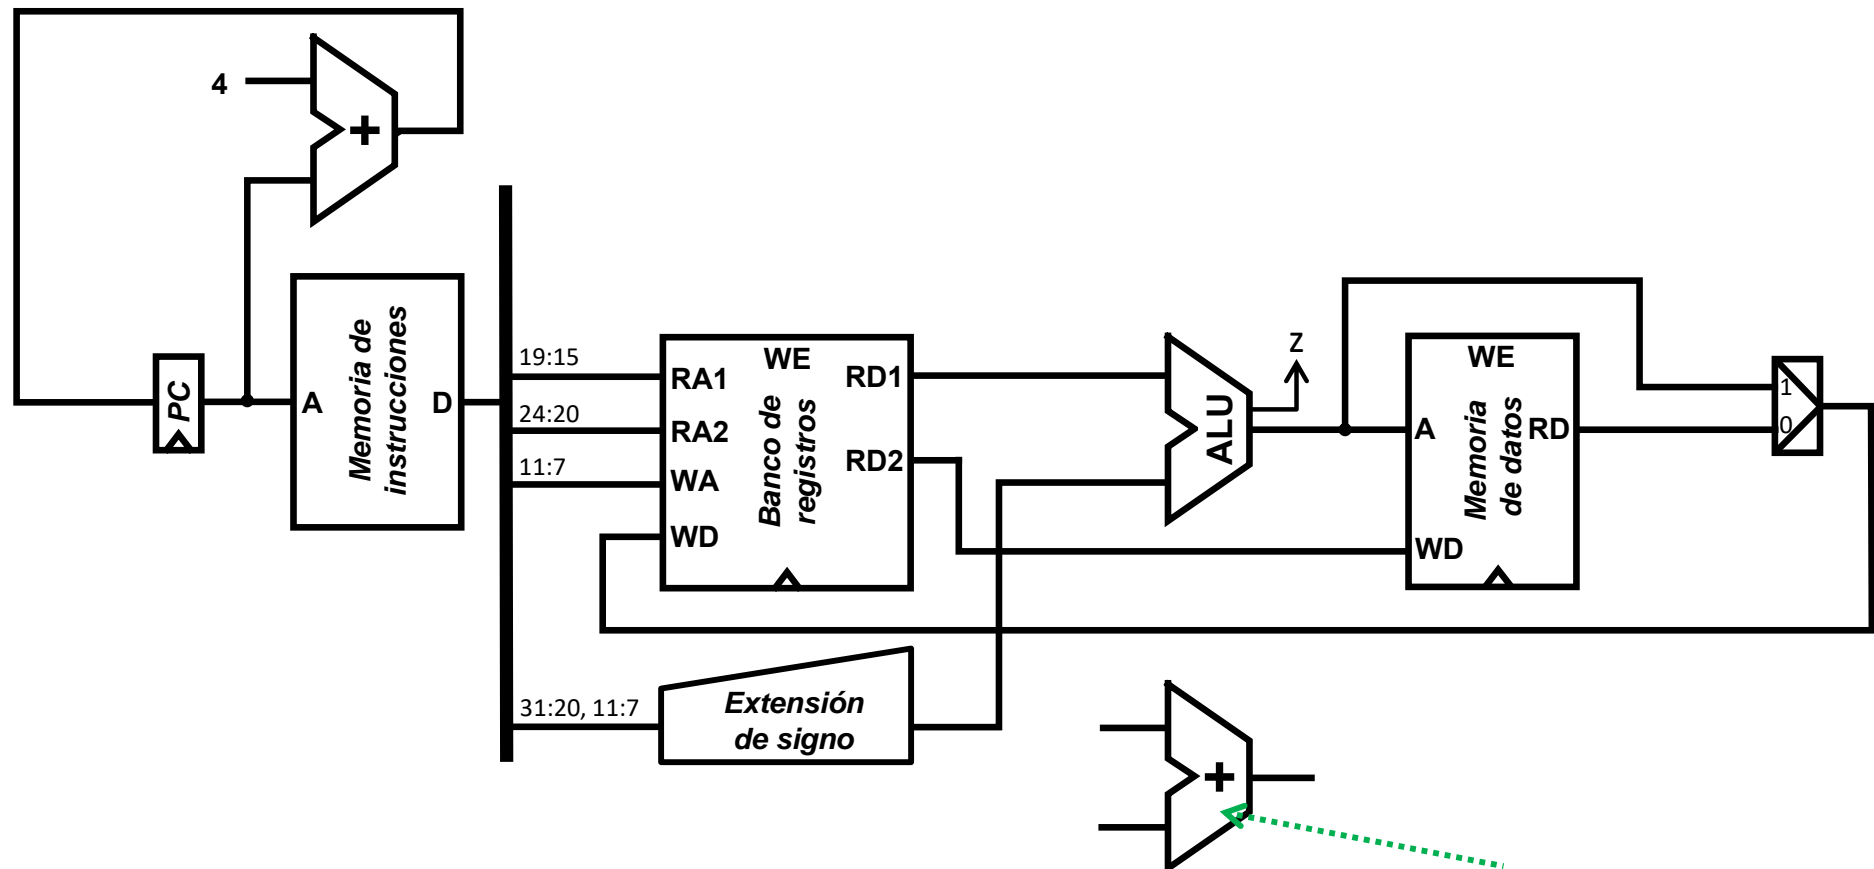 4
+
PC
A
Memoria de
instrucciones
D
19:15
24:20
11:7
31:20, 11:7
RA1
RA2
WA
WD
WE
Banco de
registros
RD1
RD2
Extensión
de signo
ALU
Z
+
A
WD
WE
Memoria
de datos
RD
1
0